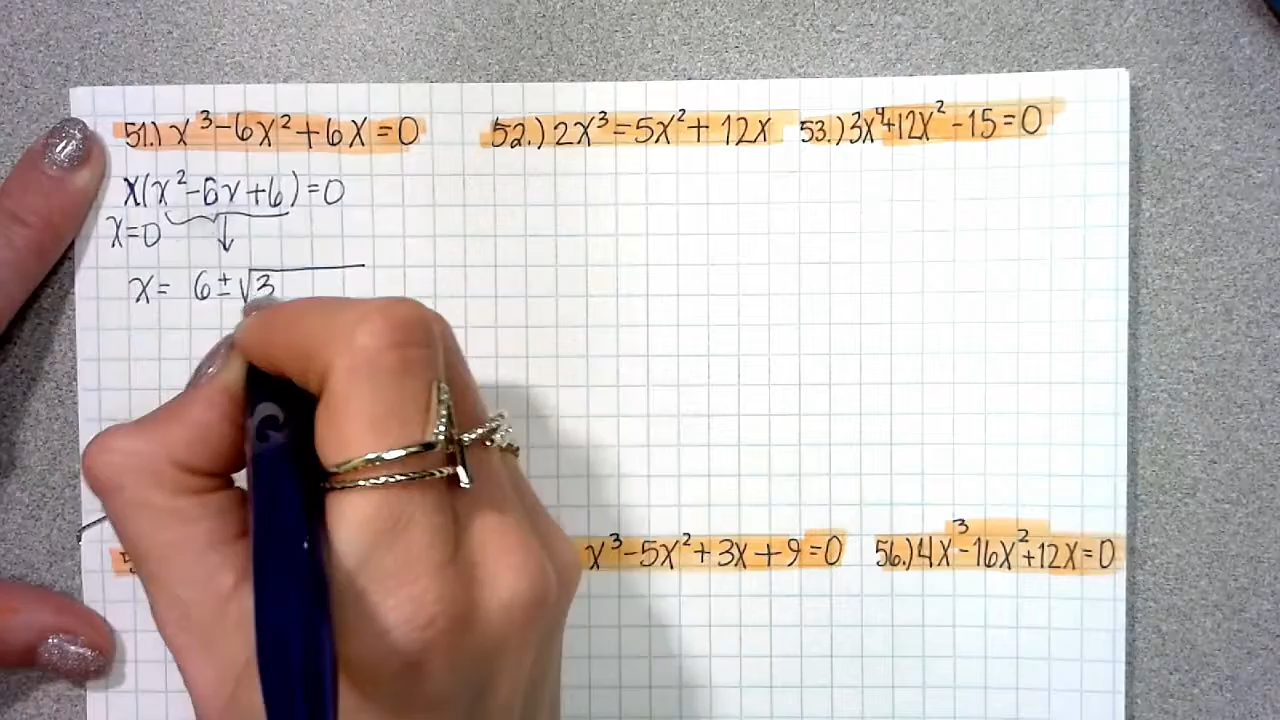 51.) x³-6x²+6x=0
x(x²-6x+6)=0
x=0
x= 6±√3
52.) 2x³=5x²+12x
53.) 3x⁴+12x²-15=0
x³-5x²+3x+9=0
56.) 4x³-16x²+12x=0